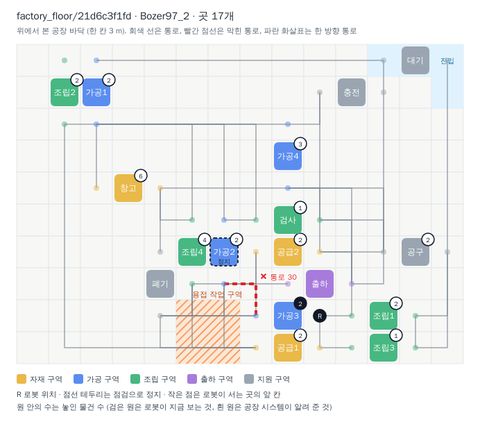 factory_floor/21d6c3f1fd · Bozer97_2 · 곳 17개
위에서 본 공장 바닥 (한 칸 3 m). 회색 선은 통로, 빨간 점선은 막힌 통로, 파란 화살표는 한 방향 통로
대기 진입
조립2 2 가공1 2 충전
가공4 3
창고 6
검사 1
조립4 4 가공2 2 정지 공급2 2 공구 2
✖ 통로 30
폐기 출하
용접 작업 구역
가공3 2 R 조립1 2
공급1 2 조립3 1
자재 구역 가공 구역 조립 구역 출하 구역 지원 구역
R 로봇 위치 · 점선 테두리는 점검으로 정지 · 작은 점은 로봇이 서는 곳의 앞 칸
원 안의 수는 놓인 물건 수 (검은 원은 로봇이 지금 보는 것, 흰 원은 공장 시스템이 알려 준 것)